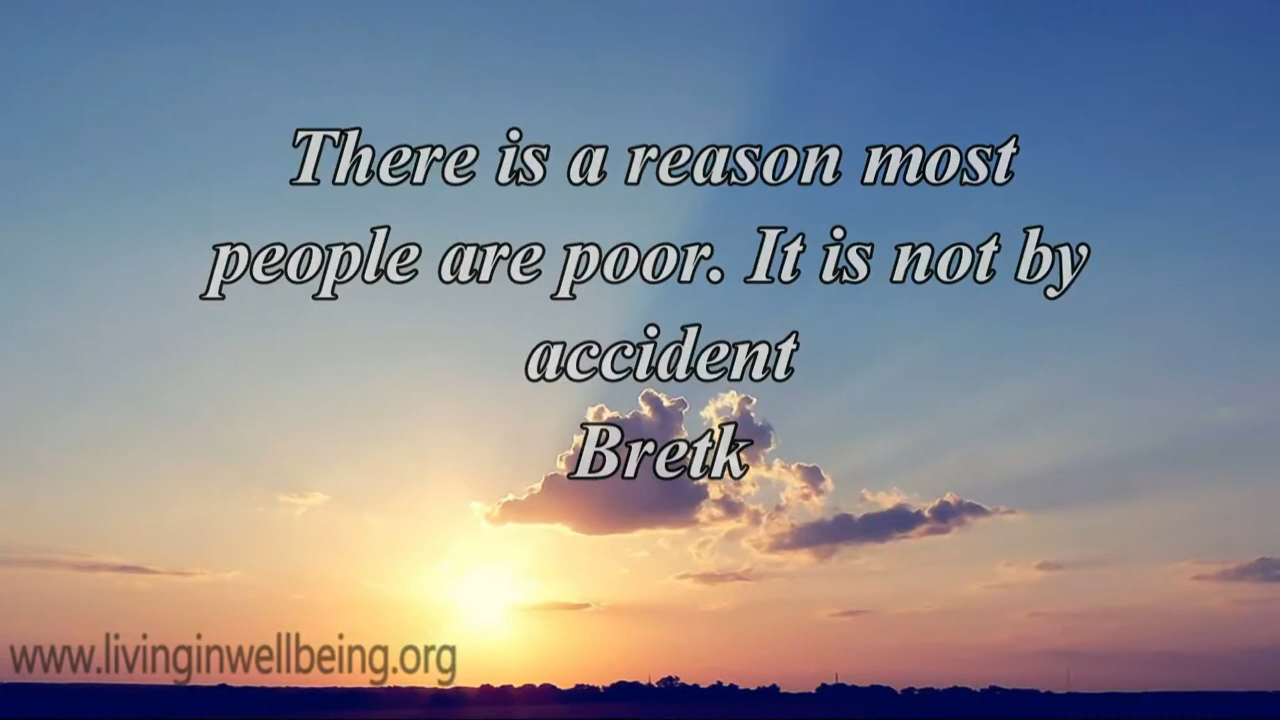 There is a reason most
people are poor. It is not by
accident
Bretk
www.livinginwellbeing.org